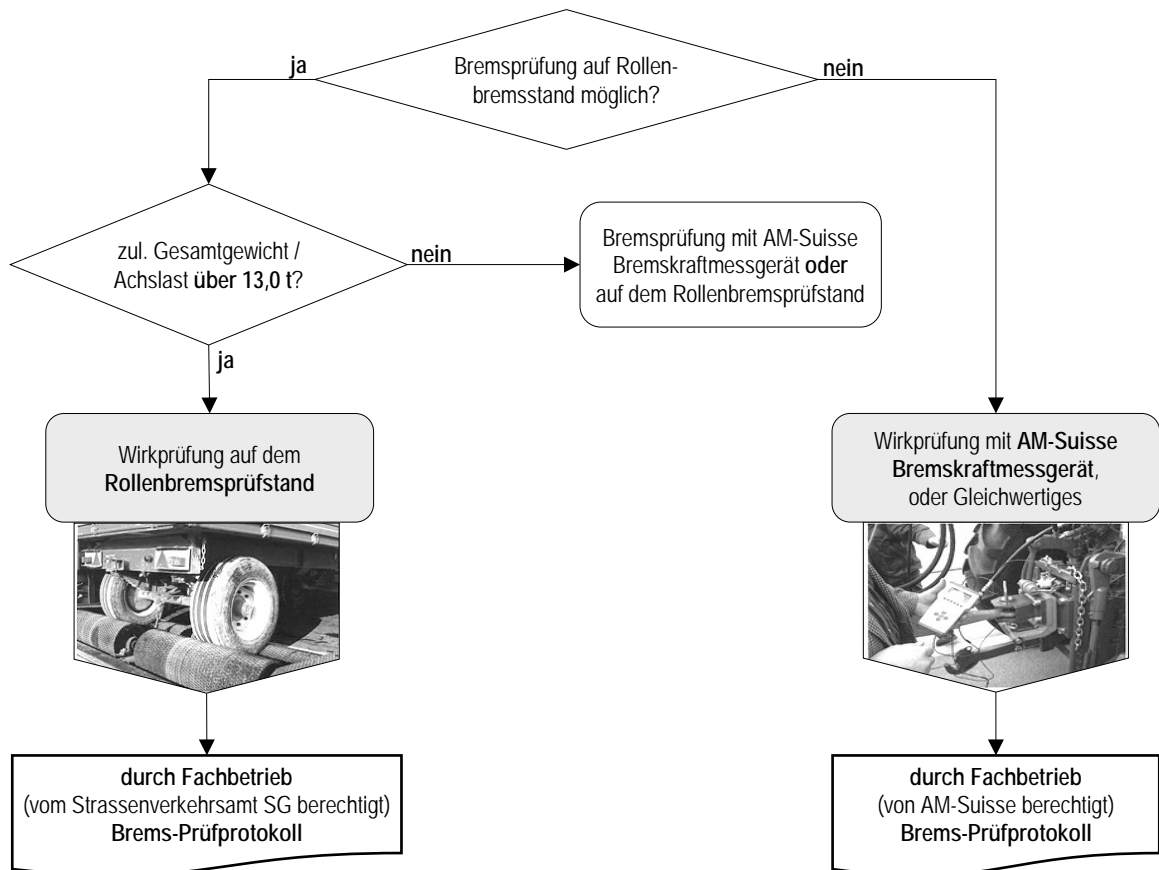 ja
Bremsprüfung auf Rollen-
bremsstand möglich?
nein
zul. Gesamtgewicht /
Achslast über 13,0 t?
nein
Bremsprüfung mit AM-Suisse
Bremskraftmessgerät oder
auf dem Rollenbremsprüfstand
ja
Wirkprüfung auf dem
Rollenbremsprüfstand
Wirkprüfung mit AM-Suisse
Bremskraftmessgerät,
oder Gleichwertiges
durch Fachbetrieb
(vom Strassenverkehrsamt SG berechtigt)
Brems-Prüfprotokoll
durch Fachbetrieb
(von AM-Suisse berechtigt)
Brems-Prüfprotokoll